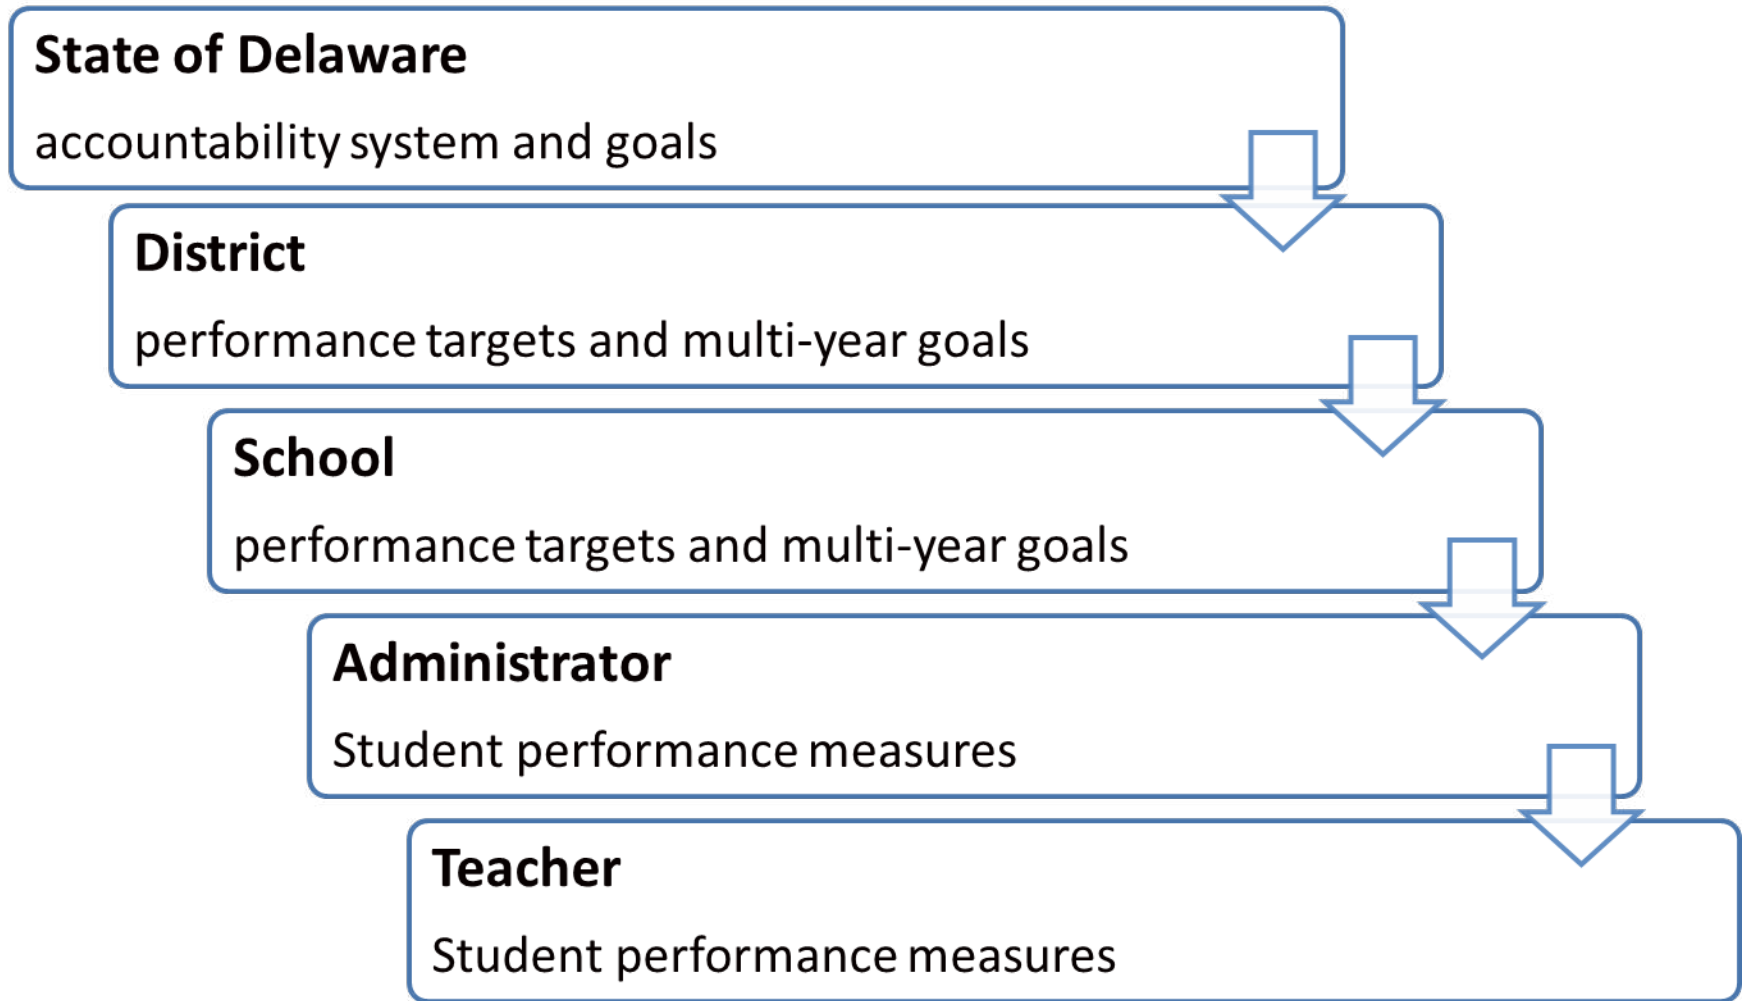 State of Delaware
accountability system and goals
District
performance targets and multi-year goals
School
performance targets and multi-year goals
Administrator
Student performance measures
Teacher
Student performance measures